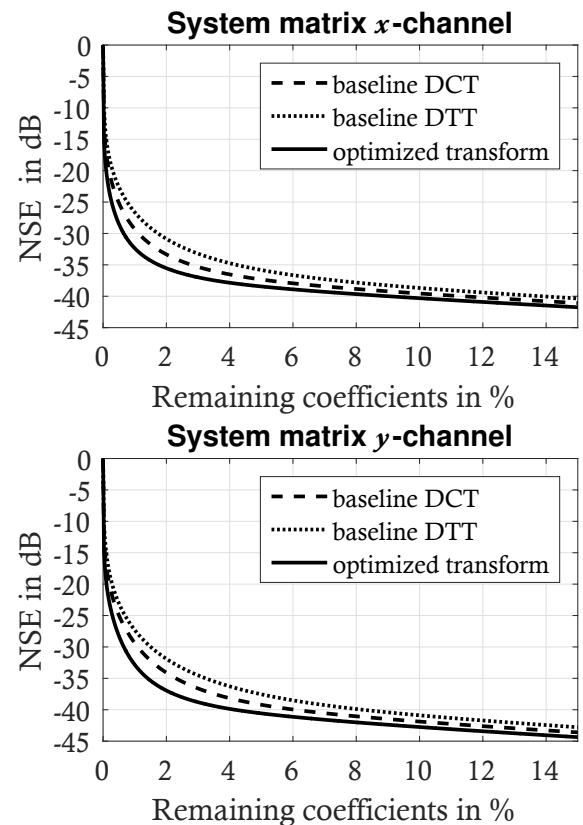 System matrix x-channel
0
-5
-10
-15
-20
-25
-30
-35
-40
-45
NSE in dB
baseline DCT
baseline DTT
optimized transform
0 2 4 6 8 10 12 14
Remaining coefficients in %
System matrix y-channel
0
-5
-10
-15
-20
-25
-30
-35
-40
-45
NSE in dB
baseline DCT
baseline DTT
optimized transform
0 2 4 6 8 10 12 14
Remaining coefficients in %